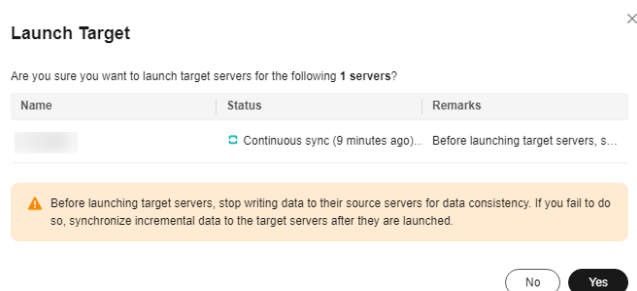 Launch Target
Are you sure you want to launch target servers for the following 1 servers?
Name Status Remarks
Continuous sync (9 minutes ago)... Before launching target servers, s...
Before launching target servers, stop writing data to their source servers for data consistency. If you fail to do
so, synchronize incremental data to the target servers after they are launched.
No Yes